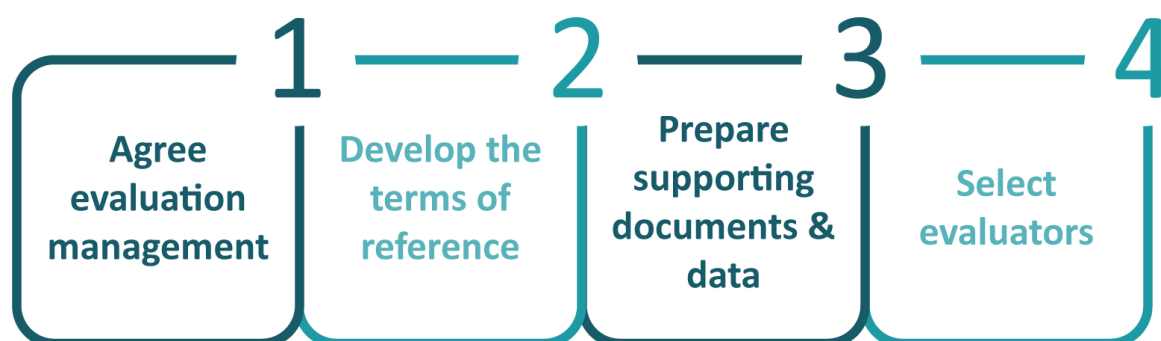 1
Agree
evaluation
management
2
Develop the
terms of
reference
3
Prepare
supporting
documents &
data
4
Select
evaluators